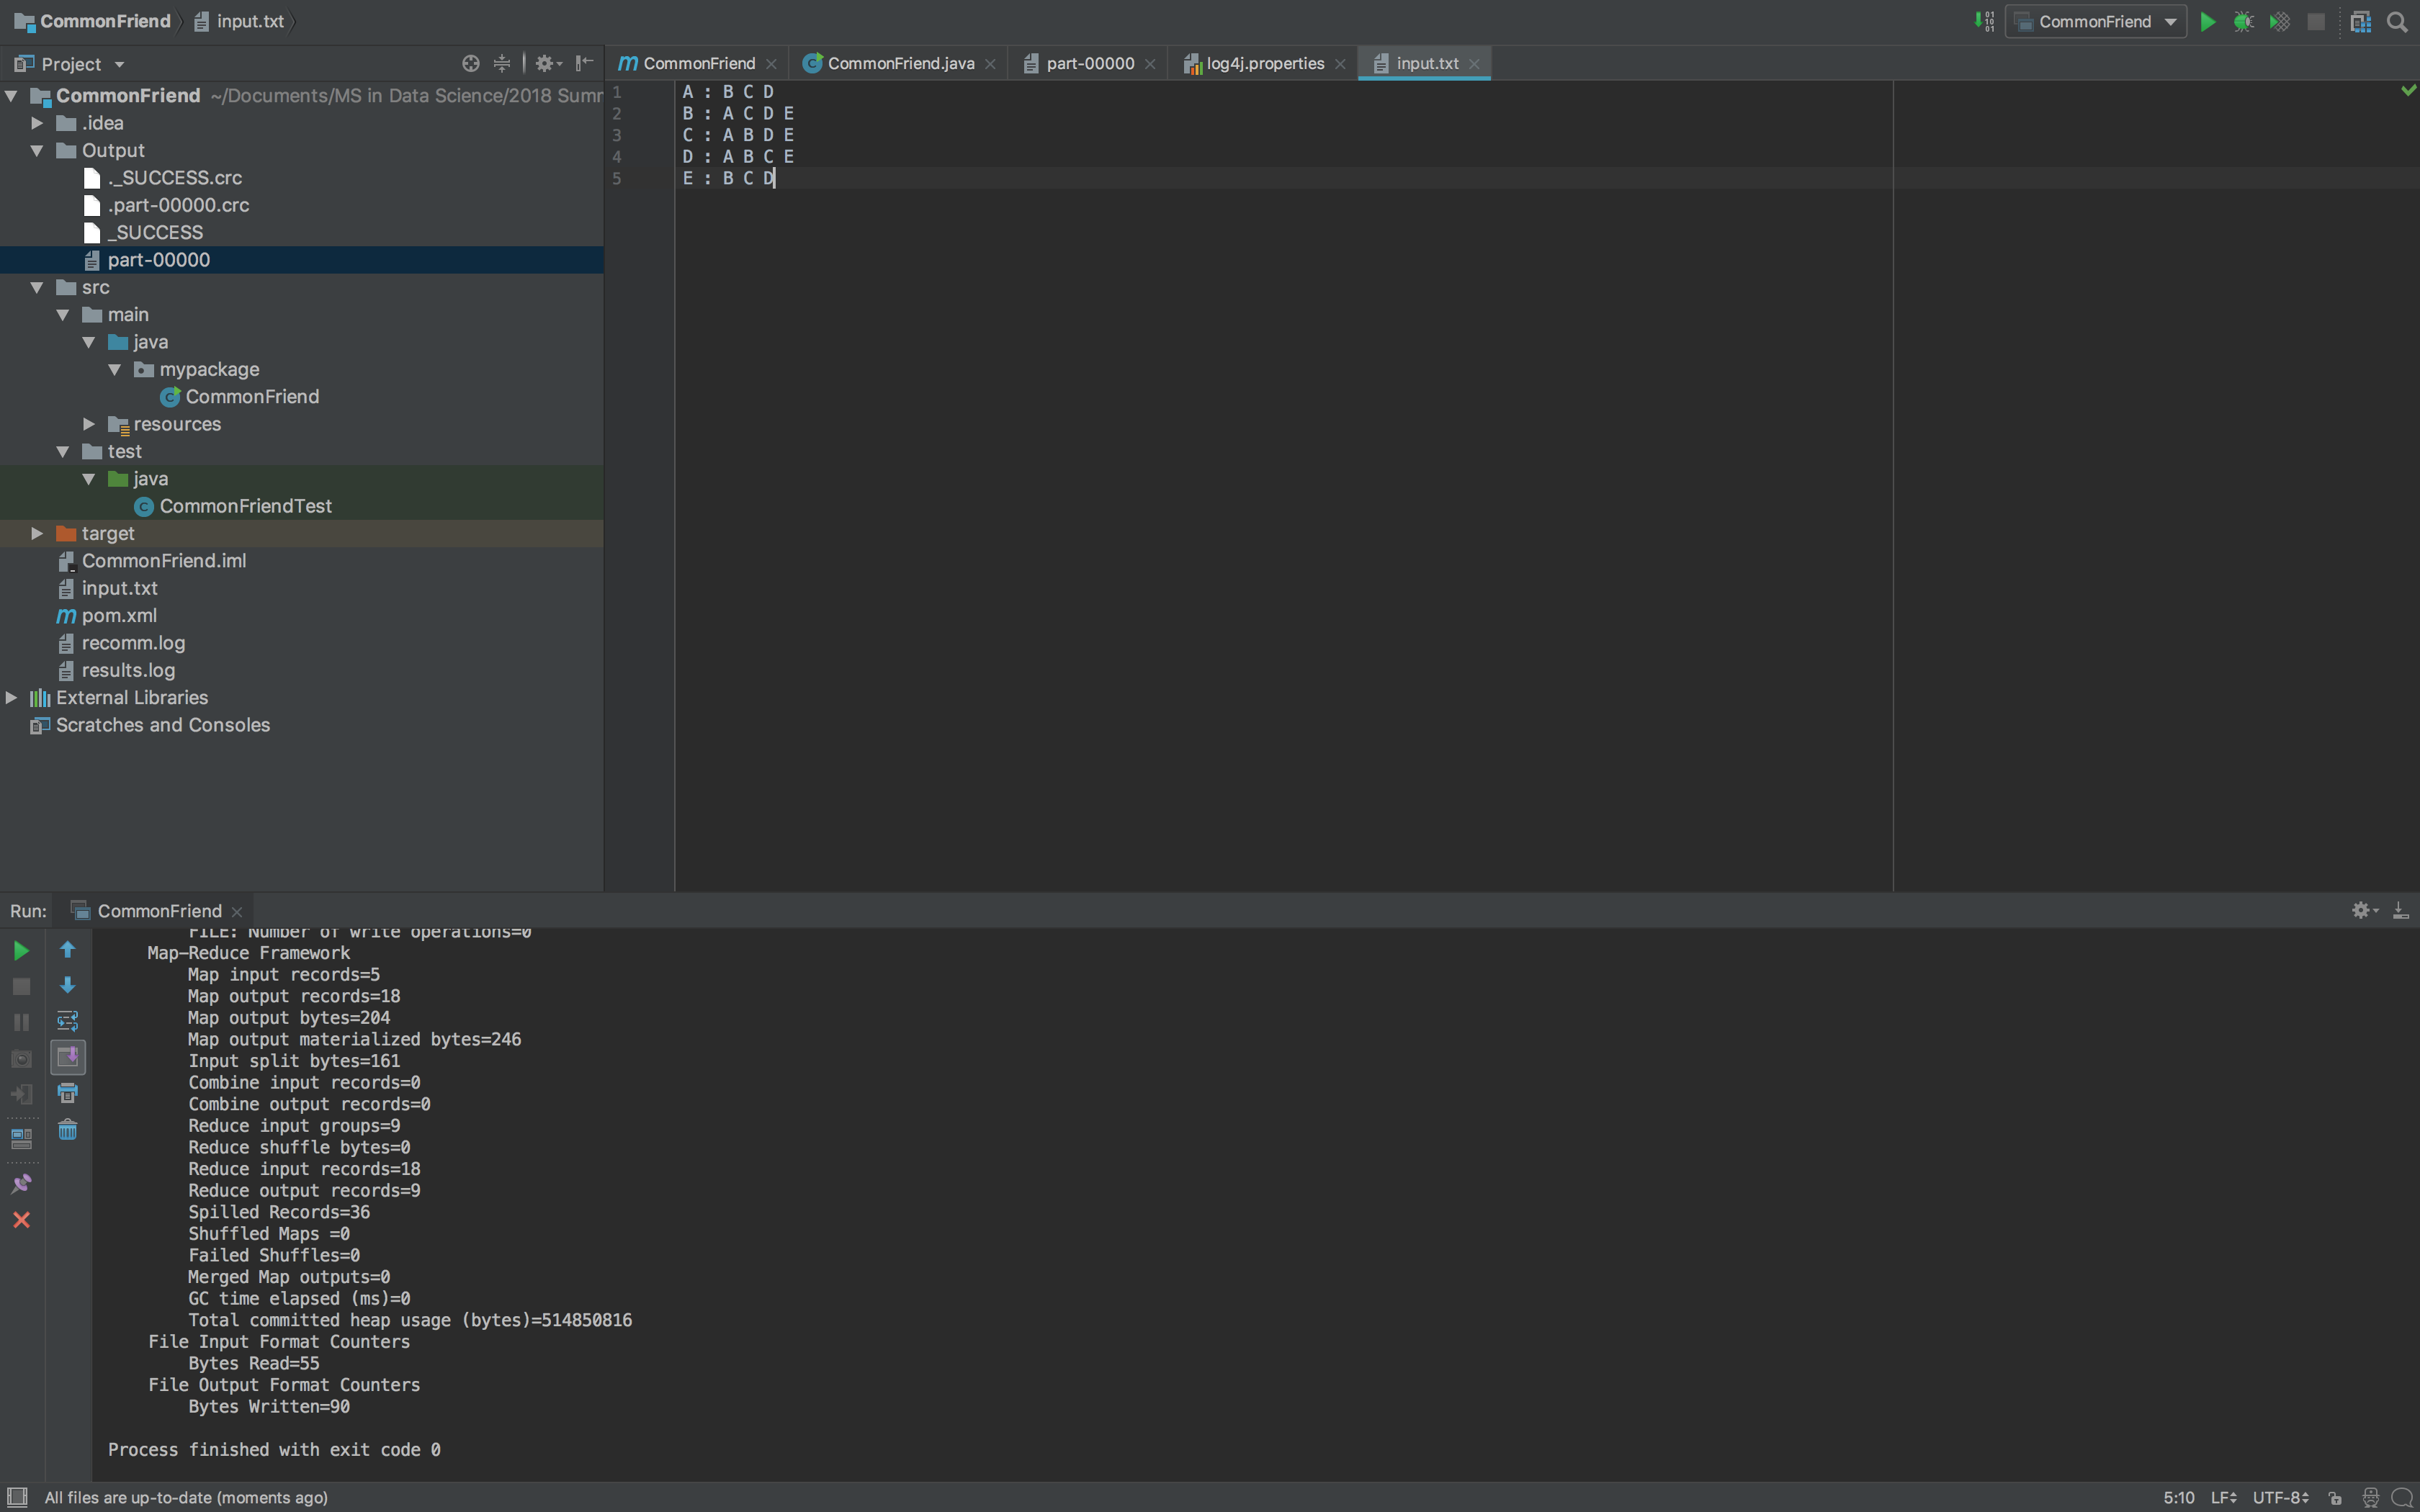 CommonFriend input.txt
CommonFriend
Project
CommonFriend CommonFriend.java part-00000 log4j.properties input.txt
CommonFriend ~/Documents/MS in Data Science/2018 Summ
.idea
Output
._SUCCESS.crc
.part-00000.crc
_SUCCESS
part-00000
src
main
java
mypackage
CommonFriend
resources
test
java
CommonFriendTest
target
CommonFriend.iml
input.txt
pom.xml
recomm.log
results.log
External Libraries
Scratches and Consoles
1 A : B C D
2 B : A C D E
3 C : A B D E
4 D : A B C E
5 E : B C D
Run: CommonFriend
FILE: Number of write operations=0
Map-Reduce Framework
Map input records=5
Map output records=18
Map output bytes=204
Map output materialized bytes=246
Input split bytes=161
Combine input records=0
Combine output records=0
Reduce input groups=9
Reduce shuffle bytes=0
Reduce input records=18
Reduce output records=9
Spilled Records=36
Shuffled Maps =0
Failed Shuffles=0
Merged Map outputs=0
GC time elapsed (ms)=0
Total committed heap usage (bytes)=514850816
File Input Format Counters
Bytes Read=55
File Output Format Counters
Bytes Written=90
Process finished with exit code 0
All files are up-to-date (moments ago)
5:10 LF UTF-8